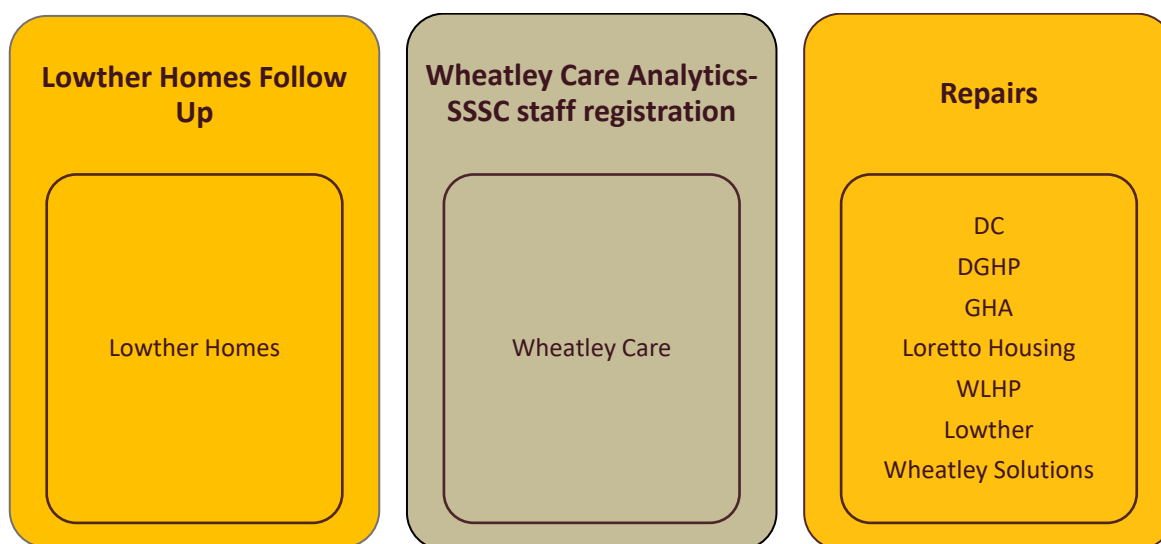 Lowther Homes Follow
Up
Lowther Homes
Wheatley Care Analytics-
SSSC staff registration
Wheatley Care
Repairs
DC
DGHP
GHA
Loretto Housing
WLHP
Lowther
Wheatley Solutions